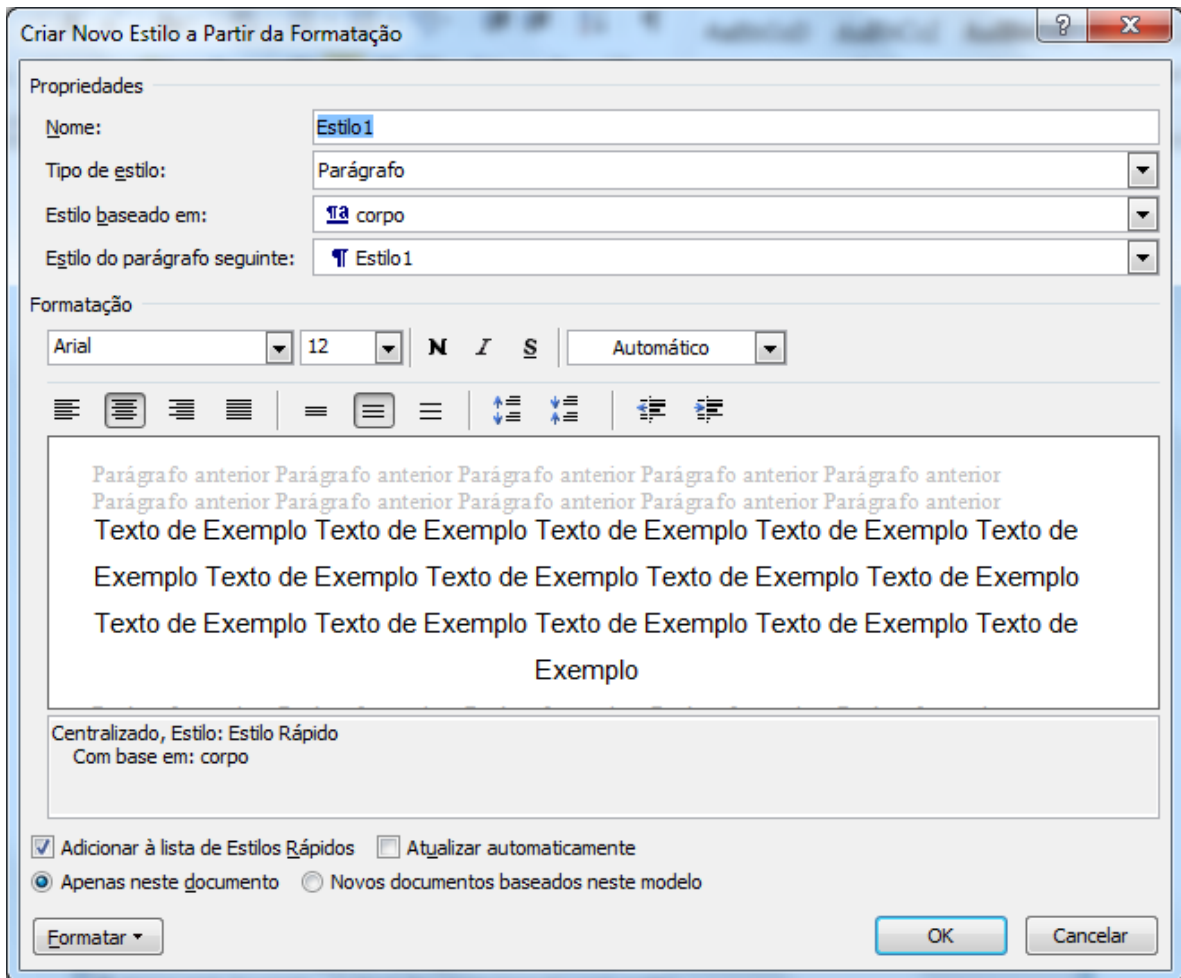 Criar Novo Estilo a Partir da Formatação
Propriedades
Nome: Estilo1
Tipo de estilo: Parágrafo
Estilo baseado em: ¶a corpo
Estilo do parágrafo seguinte: ¶ Estilo1
Formatação
Arial 12 N I S Automático
Parágrafo anterior Parágrafo anterior Parágrafo anterior Parágrafo anterior Parágrafo anterior
Parágrafo anterior Parágrafo anterior Parágrafo anterior Parágrafo anterior Parágrafo anterior
Texto de Exemplo Texto de Exemplo Texto de Exemplo Texto de Exemplo Texto de
Exemplo Texto de Exemplo Texto de Exemplo Texto de Exemplo Texto de Exemplo
Texto de Exemplo Texto de Exemplo Texto de Exemplo Texto de Exemplo Texto de
Exemplo
Centralizado, Estilo: Estilo Rápido
Com base em: corpo
Adicionar à lista de Estilos Rápidos Atualizar automaticamente
Apenas neste documento Novos documentos baseados neste modelo
Formatar OK Cancelar